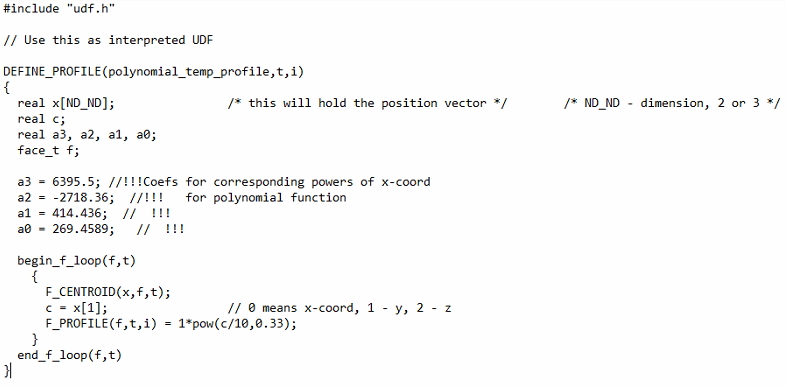 #include "udf.h"
// Use this as interpreted UDF
DEFINE_PROFILE(polynomial_temp_profile,t,i)
{
real x[ND_ND]; /* this will hold the position vector */ /* ND_ND - dimension, 2 or 3 */
real c;
real a3, a2, a1, a0;
face_t f;
a3 = 6395.5; //!!!Coefs for corresponding powers of x-coord
a2 = -2718.36; //!!! for polynomial function
a1 = 414.436; // !!!
a0 = 269.4589; // !!!
begin_f_loop(f,t)
{
F_CENTROID(x,f,t);
c = x[1]; // 0 means x-coord, 1 - y, 2 - z
F_PROFILE(f,t,i) = 1*pow(c/10,0.33);
}
end_f_loop(f,t)
}